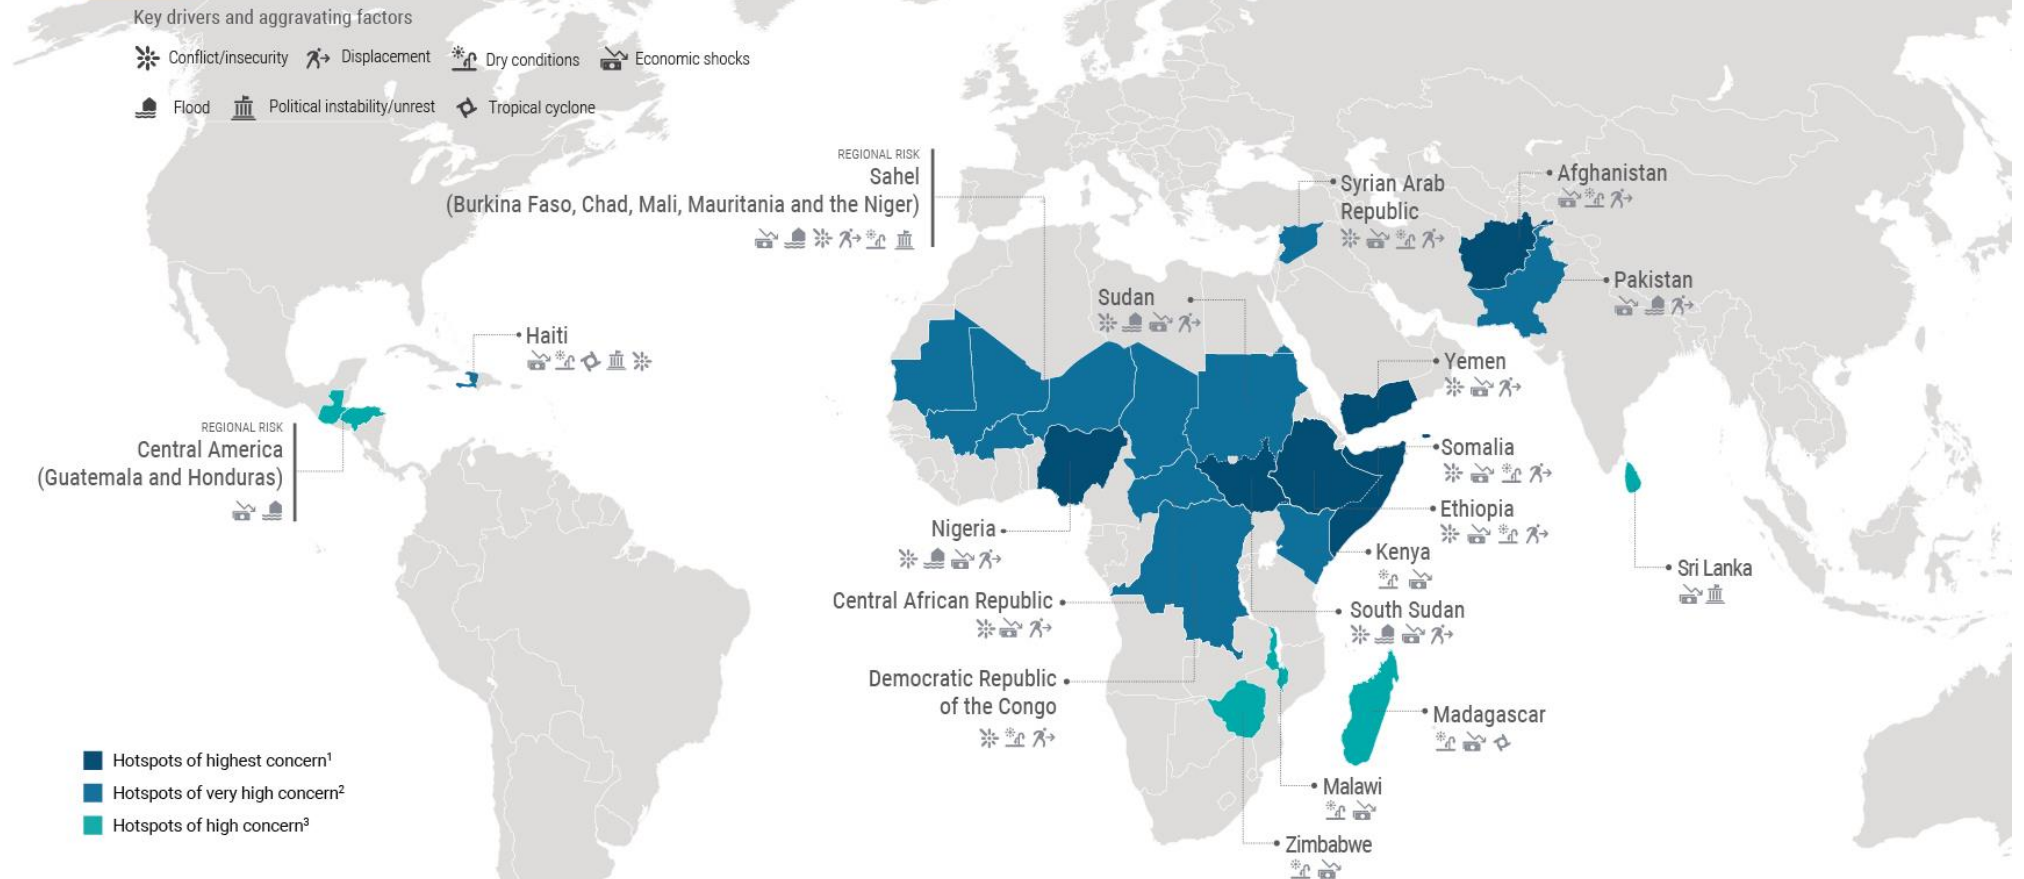 Key drivers and aggravating factors
Conflict/insecurity
Displacement
Dry conditions
Economic shocks
Flood
Political instability/unrest
Tropical cyclone
REGIONAL RISK
Sahel
(Burkina Faso, Chad, Mali, Mauritania and the Niger)
Syrian Arab
Republic
Afghanistan
Pakistan
Sudan
Haiti
Yemen
REGIONAL RISK
Central America
(Guatemala and Honduras)
Somalia
Ethiopia
Nigeria
Kenya
Sri Lanka
Central African Republic
South Sudan
Democratic Republic
of the Congo
Madagascar
Malawi
Zimbabwe
Hotspots of highest concern¹
Hotspots of very high concern²
Hotspots of high concern³